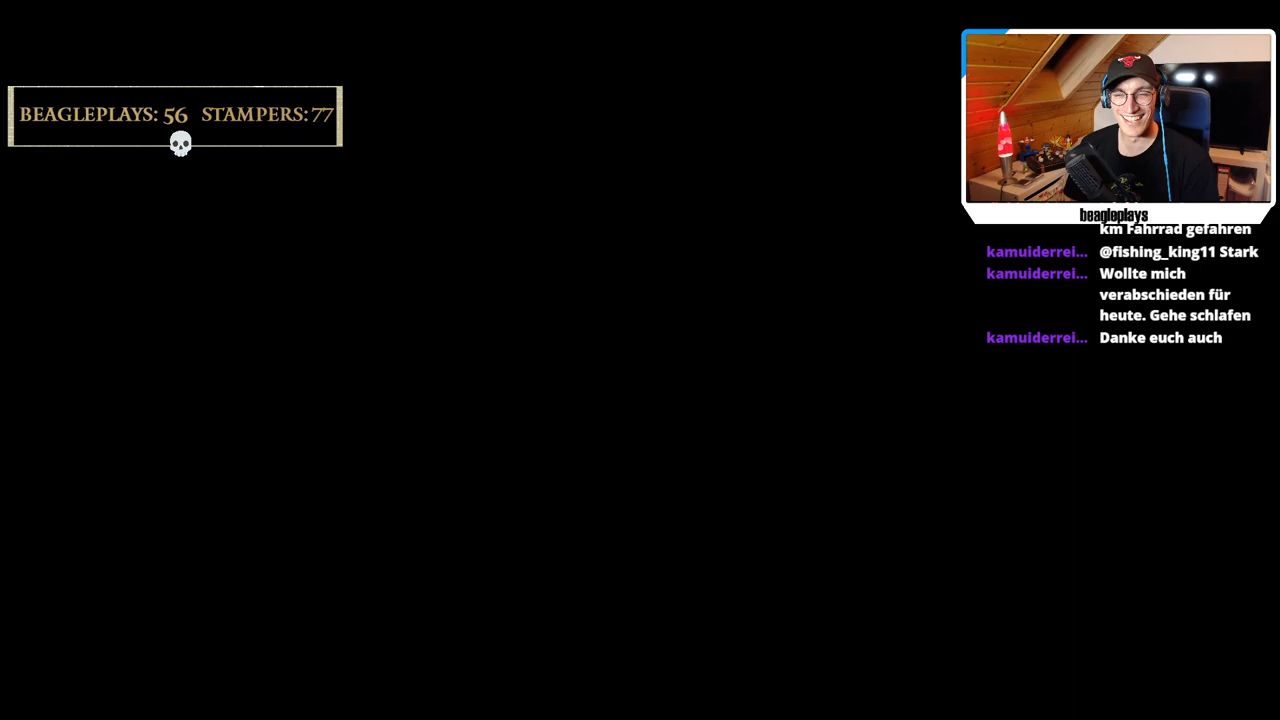 BEAGLEPLAYS: 56 STAMPERS: 77
beagleplays
km Fahrrad gefahren
kamuiderrei... @fishing_king11 Stark
kamuiderrei... Wollte mich
verabschieden für
heute. Gehe schlafen
kamuiderrei... Danke euch auch